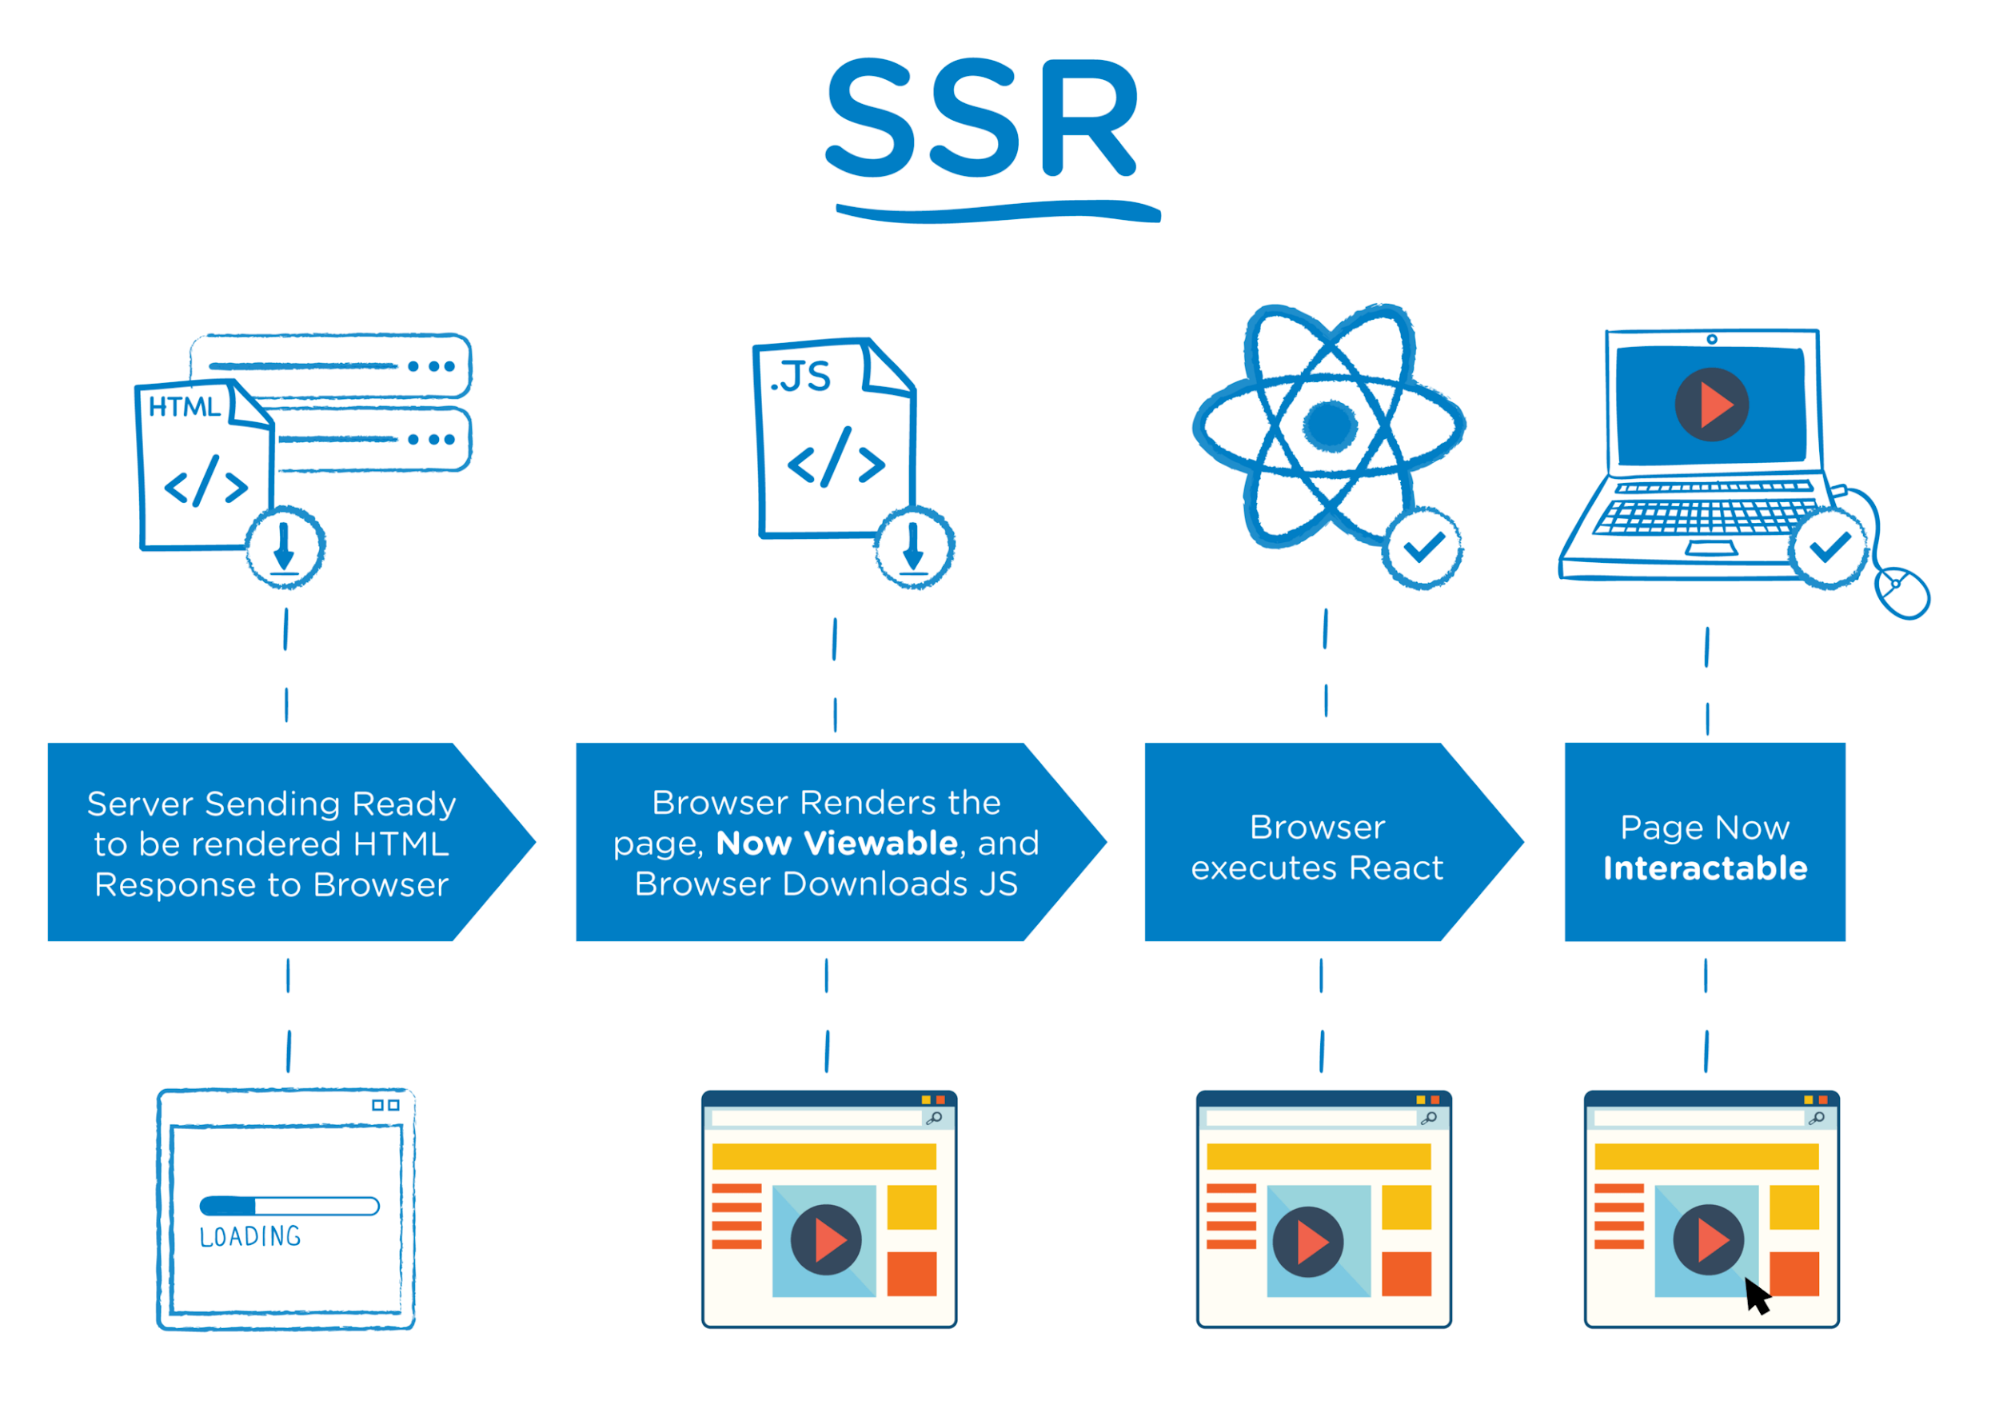 SSR
HTML
</>
.JS
</>
Server Sending Ready
to be rendered HTML
Response to Browser
Browser Renders the
page, Now Viewable, and
Browser Downloads JS
Browser
executes React
Page Now
Interactable
LOADING